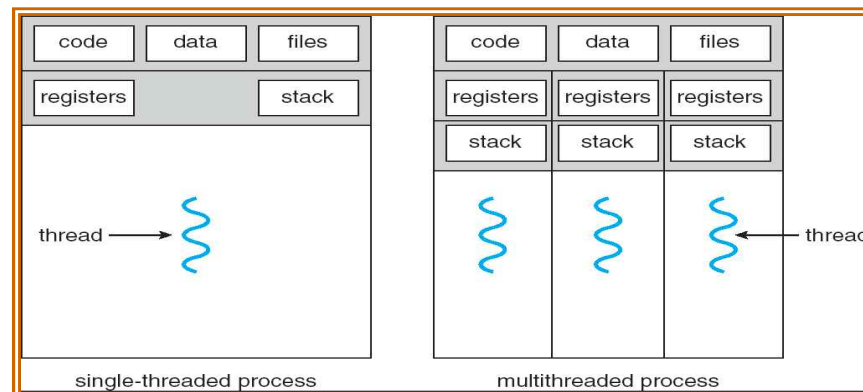 code data files code data files
registers stack registers registers registers
stack stack stack
thread thread
single-threaded process multithreaded process